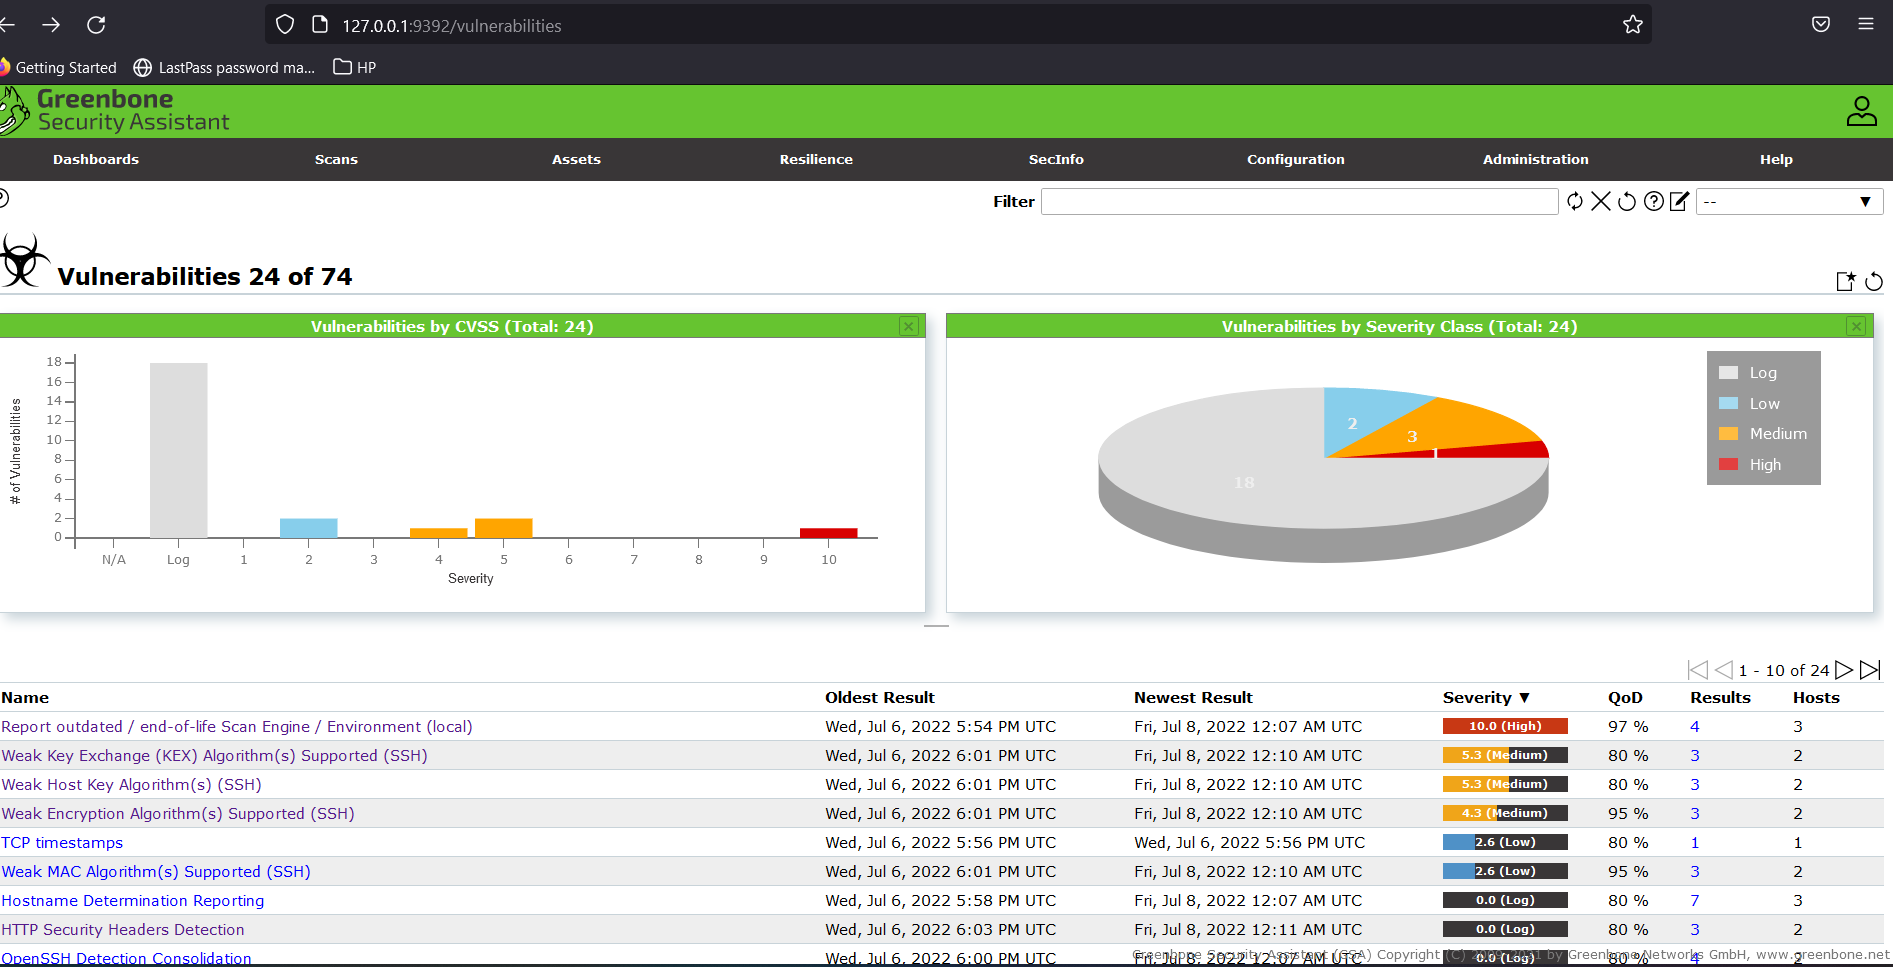 127.0.0.1:9392/vulnerabilities
Getting Started LastPass password ma... HP
Greenbone
Security Assistant
Dashboards Scans Assets Resilience SecInfo Configuration Administration Help
Filter --
Vulnerabilities 24 of 74
Vulnerabilities by CVSS (Total: 24)
# of Vulnerabilities
18
16
14
12
10
8
6
4
2
0
N/A Log 1 2 3 4 5 6 7 8 9 10
Severity
Vulnerabilities by Severity Class (Total: 24)
2
3
1
18
Log
Low
Medium
High
1 - 10 of 24
Name Oldest Result Newest Result Severity ▼ QoD Results Hosts
Report outdated / end-of-life Scan Engine / Environment (local) Wed, Jul 6, 2022 5:54 PM UTC Fri, Jul 8, 2022 12:07 AM UTC 10.0 (High) 97 % 4 3
Weak Key Exchange (KEX) Algorithm(s) Supported (SSH) Wed, Jul 6, 2022 6:01 PM UTC Fri, Jul 8, 2022 12:10 AM UTC 5.3 (Medium) 80 % 3 2
Weak Host Key Algorithm(s) (SSH) Wed, Jul 6, 2022 6:01 PM UTC Fri, Jul 8, 2022 12:10 AM UTC 5.3 (Medium) 80 % 3 2
Weak Encryption Algorithm(s) Supported (SSH) Wed, Jul 6, 2022 6:01 PM UTC Fri, Jul 8, 2022 12:10 AM UTC 4.3 (Medium) 95 % 3 2
TCP timestamps Wed, Jul 6, 2022 5:56 PM UTC Wed, Jul 6, 2022 5:56 PM UTC 2.6 (Low) 80 % 1 1
Weak MAC Algorithm(s) Supported (SSH) Wed, Jul 6, 2022 6:01 PM UTC Fri, Jul 8, 2022 12:10 AM UTC 2.6 (Low) 95 % 3 2
Hostname Determination Reporting Wed, Jul 6, 2022 5:58 PM UTC Fri, Jul 8, 2022 12:07 AM UTC 0.0 (Log) 80 % 7 3
HTTP Security Headers Detection Wed, Jul 6, 2022 6:03 PM UTC Fri, Jul 8, 2022 12:11 AM UTC 0.0 (Log) 80 % 3 2
OpenSSH Detection Consolidation Wed, Jul 6, 2022 6:00 PM UTC Fri, Jul 8, 2022 12:07 AM UTC 0.0 (Log) 80 % 4 2
Greenbone Security Assistant (GSA) Copyright (C) by Greenbone Networks GmbH, www.greenbone.net